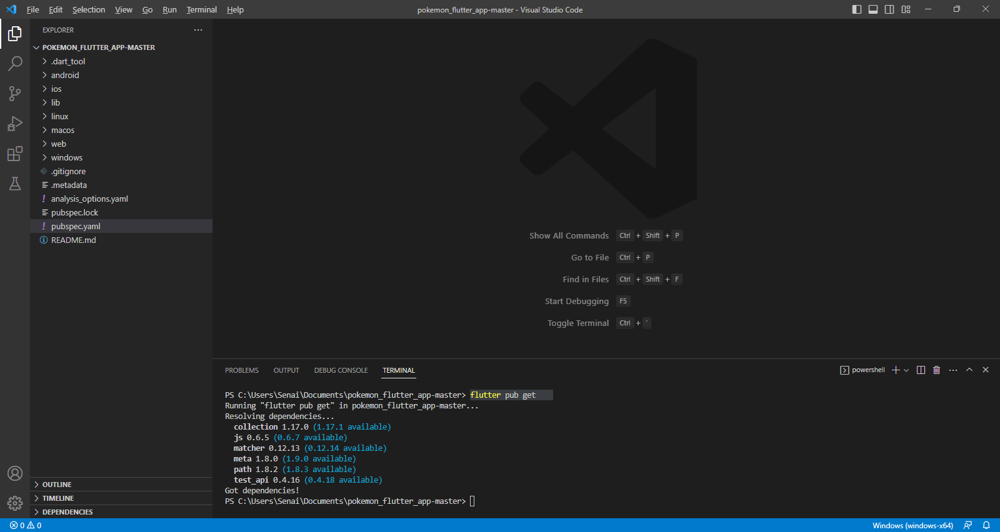 File Edit Selection View Go Run Terminal Help
pokemon_flutter_app-master - Visual Studio Code
EXPLORER
POKEMON_FLUTTER_APP-MASTER
.dart_tool
android
ios
lib
linux
macos
web
windows
.gitignore
.metadata
analysis_options.yaml
pubspec.lock
pubspec.yaml
README.md
OUTLINE
TIMELINE
DEPENDENCIES
Show All Commands Ctrl + Shift + P
Go to File Ctrl + P
Find in Files Ctrl + Shift + F
Start Debugging F5
Toggle Terminal Ctrl + `
PROBLEMS OUTPUT DEBUG CONSOLE TERMINAL
powershell
PS C:\Users\Senai\Documents\pokemon_flutter_app-master> flutter pub get
Running "flutter pub get" in pokemon_flutter_app-master...
Resolving dependencies...
collection 1.17.0 (1.17.1 available)
js 0.6.5 (0.6.7 available)
matcher 0.12.13 (0.12.14 available)
meta 1.8.0 (1.9.0 available)
path 1.8.2 (1.8.3 available)
test_api 0.4.16 (0.4.18 available)
Got dependencies!
PS C:\Users\Senai\Documents\pokemon_flutter_app-master>
0 0
Windows (windows-x64)